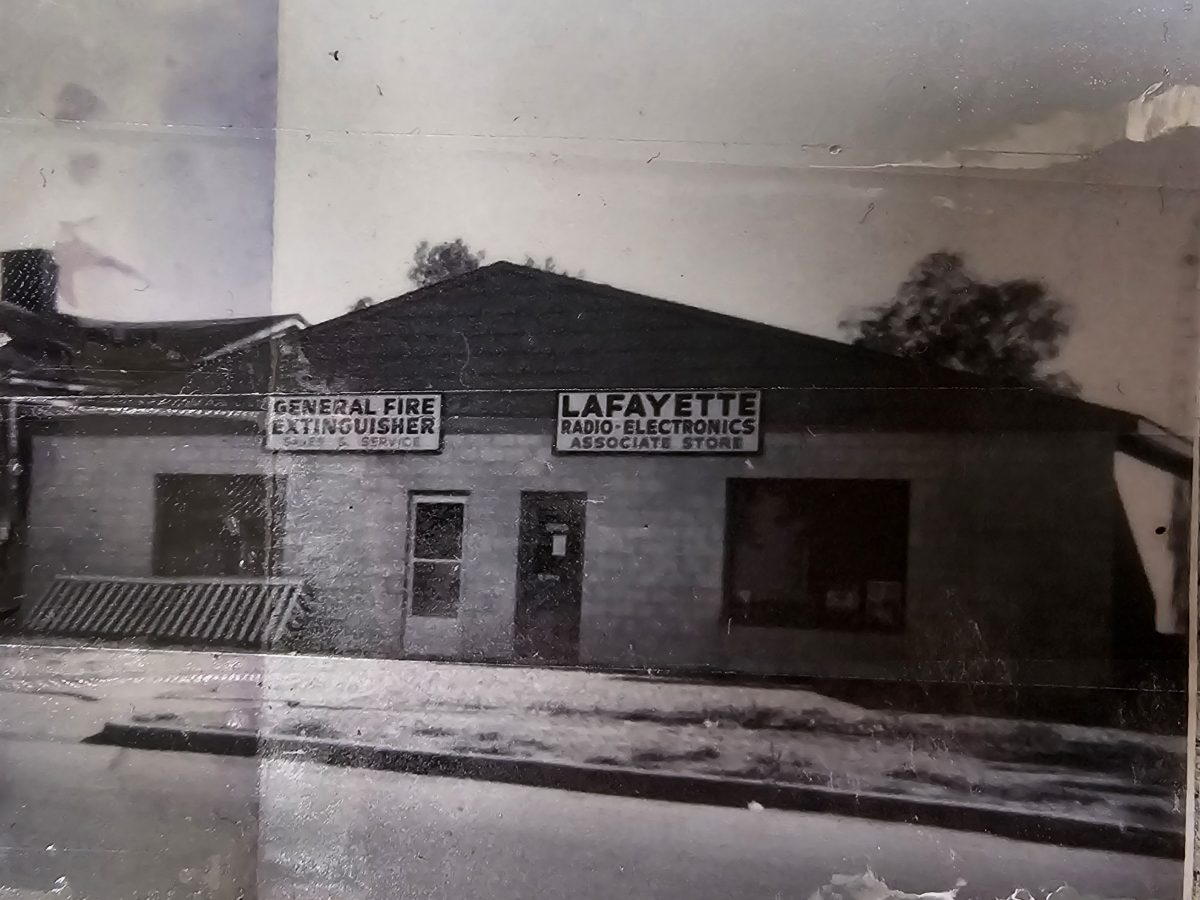 GENERAL FIRE
EXTINGUISHER
SALES & SERVICE
LAFAYETTE
RADIO-ELECTRONICS
ASSOCIATE STORE